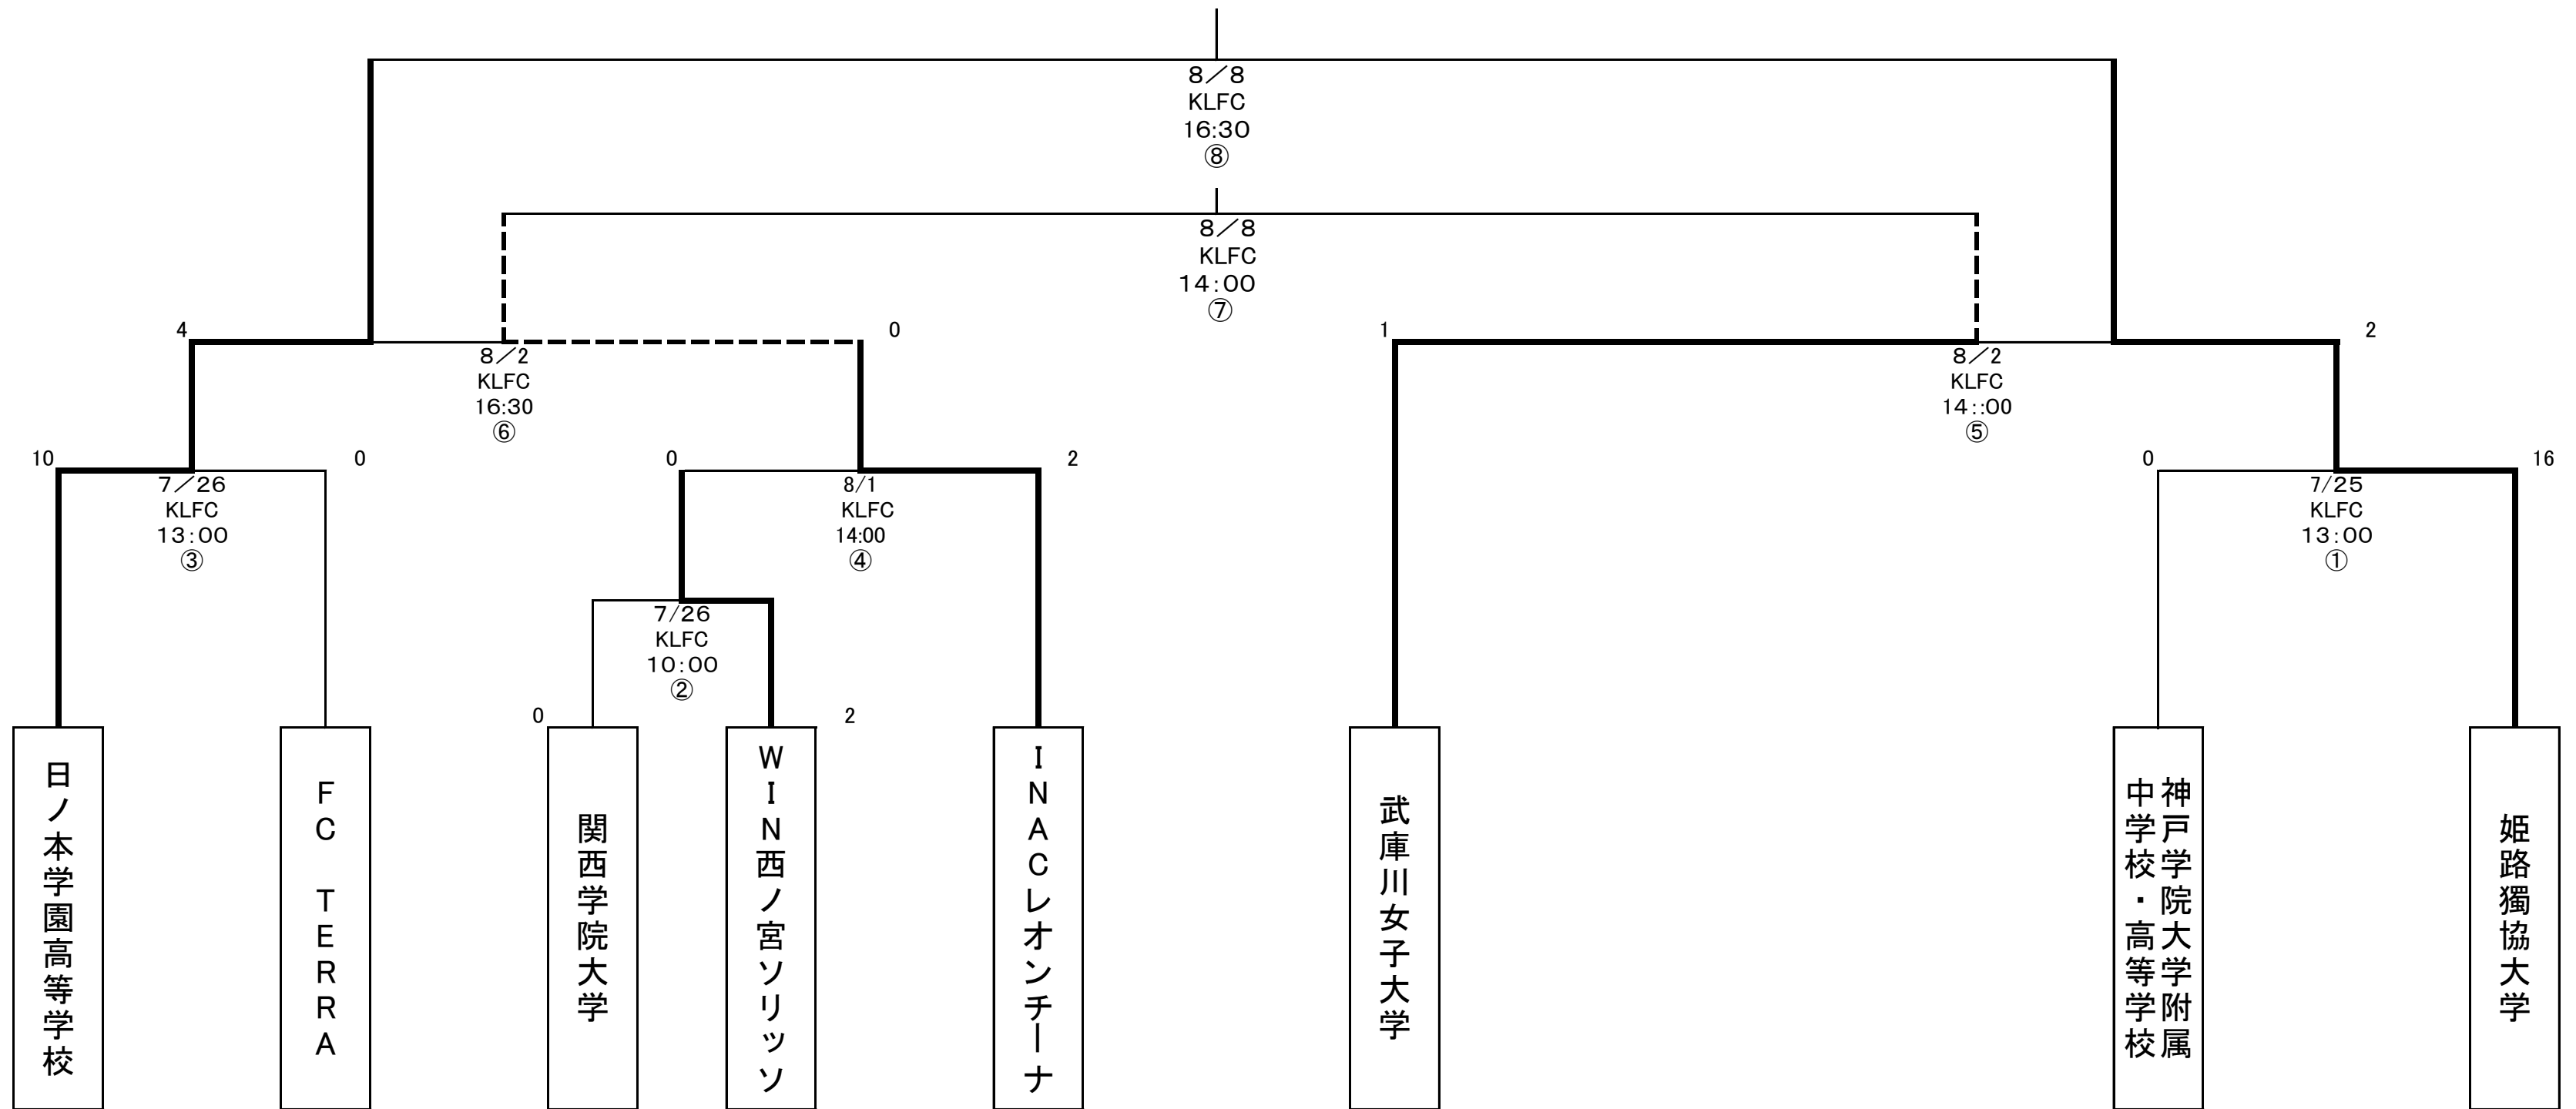 8／8
KLFC
16:30
⑧
8／8
KLFC
14:00
⑦
4
0
1
2
8／2
KLFC
16:30
⑥
8／2
KLFC
14::00
⑤
10
0
0
2
0
16
7／26
KLFC
13:00
③
8/1
KLFC
14:00
④
7/25
KLFC
13:00
①
7/26
KLFC
10:00
②
0
2
日ノ本学園高等学校
FC TERRA
関西学院大学
WIN西ノ宮ソリッソ
INACレオンチーナ
武庫川女子大学
神戸学院大学附属
中学校・高等学校
姫路獨協大学